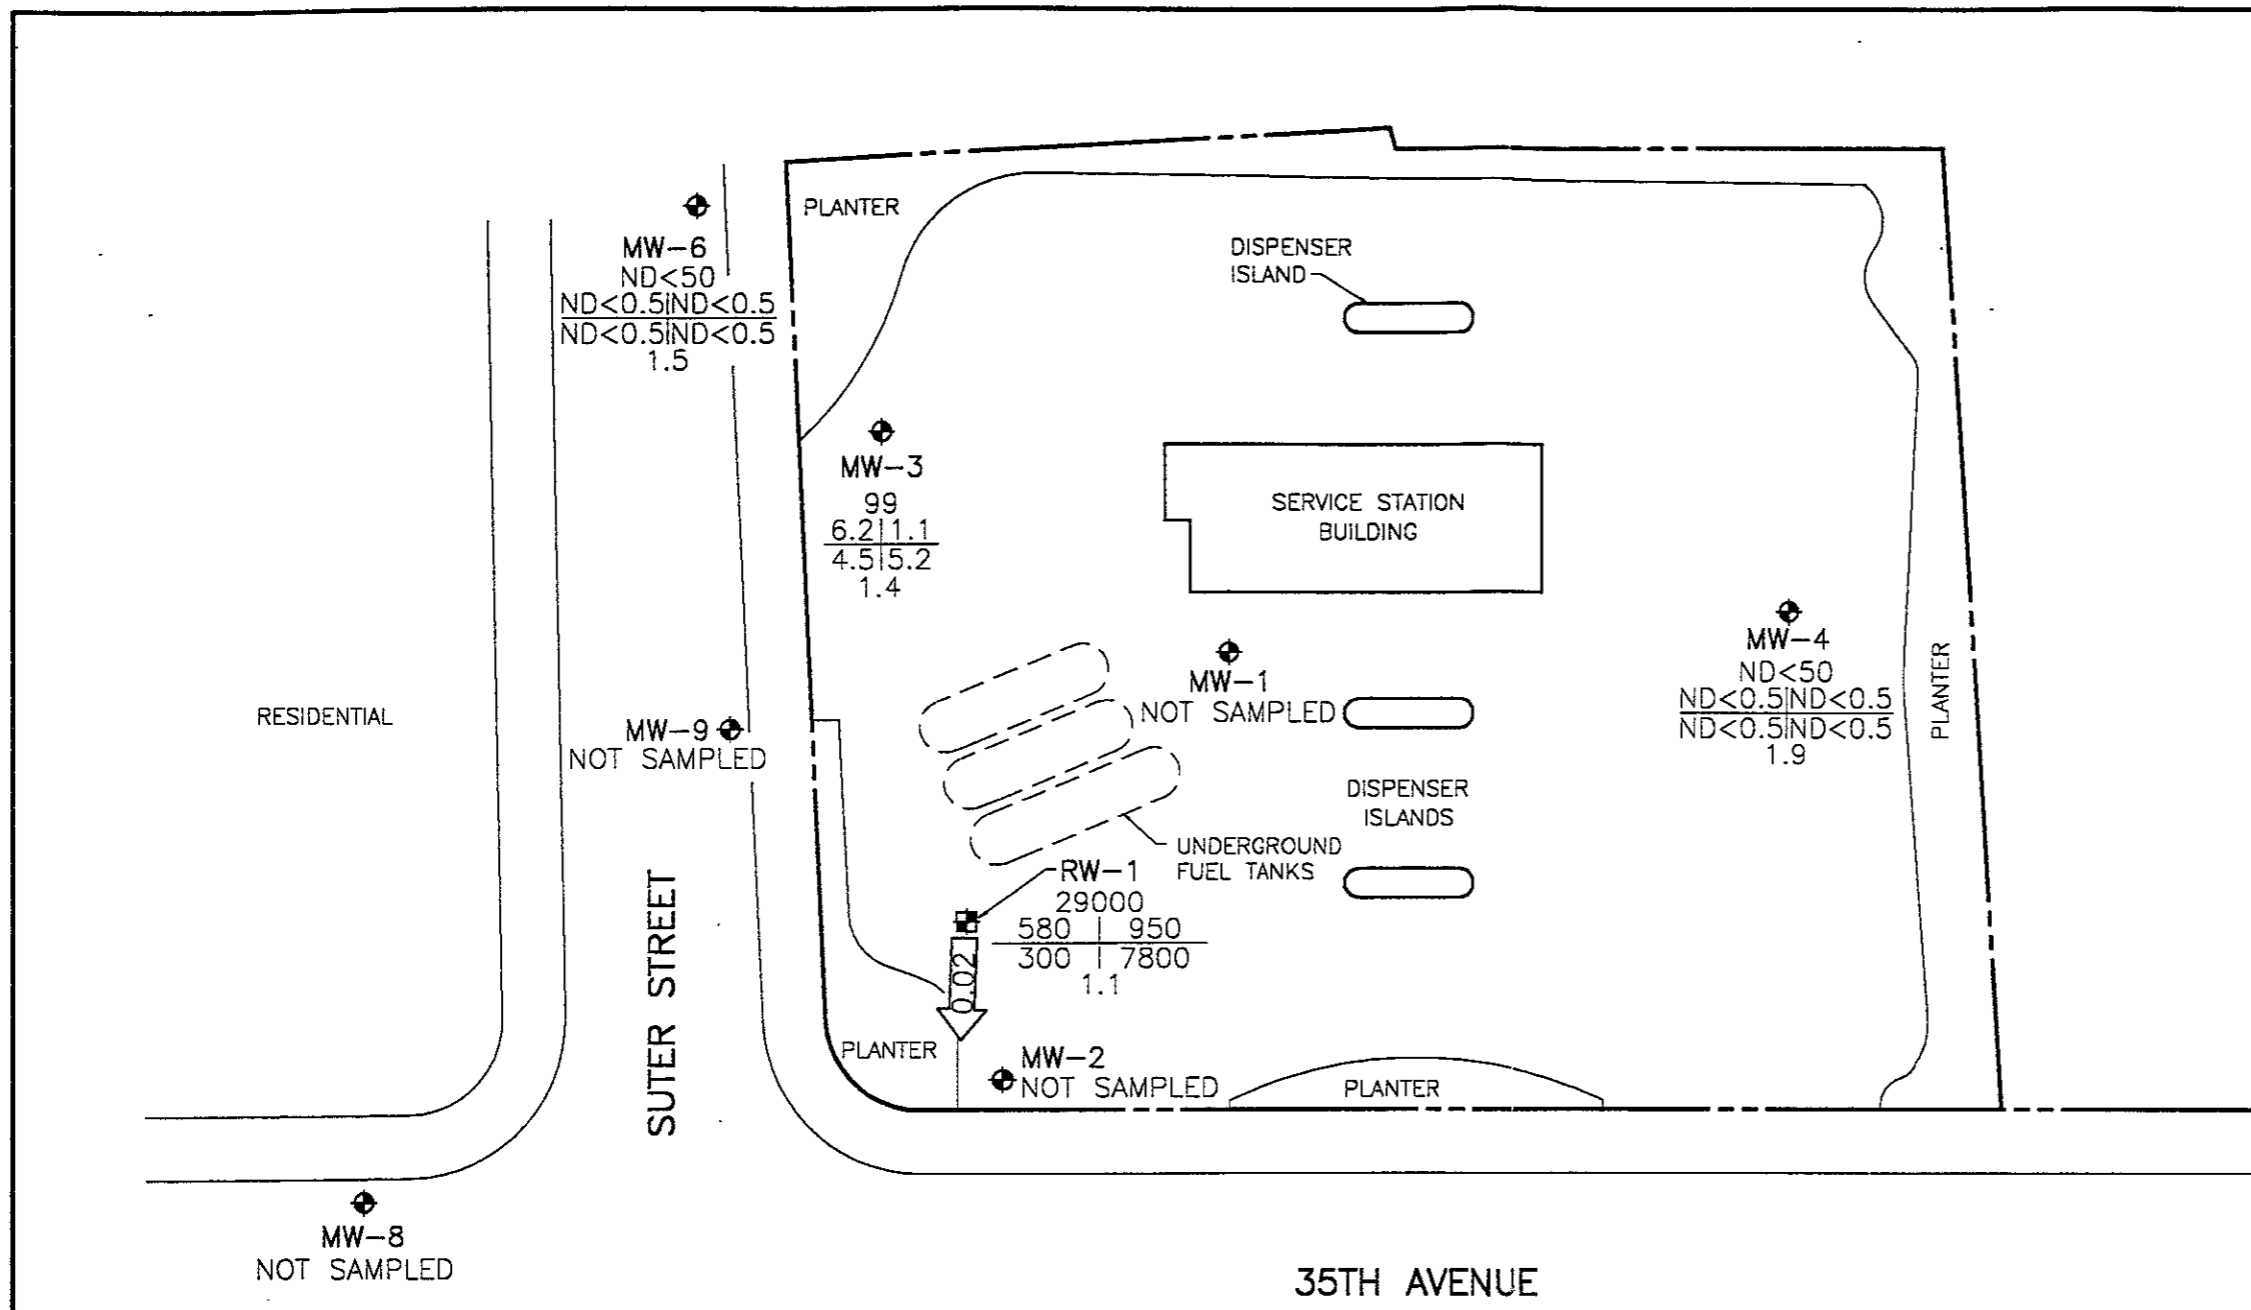 PLANTER
MW-6
ND<50
ND<0.5|ND<0.5
ND<0.5|ND<0.5
1.5
DISPENSER
ISLAND
MW-3
99
6.2|1.1
4.5|5.2
1.4
SERVICE STATION
BUILDING
MW-4
ND<50
ND<0.5|ND<0.5
ND<0.5|ND<0.5
1.9
PLANTER
MW-1
NOT SAMPLED
RESIDENTIAL
MW-9
NOT SAMPLED
DISPENSER
ISLANDS
UNDERGROUND
FUEL TANKS
RW-1
29000
580 | 950
300 | 7800
1.1
0.02
SUTER STREET
PLANTER
MW-2
NOT SAMPLED
PLANTER
MW-8
NOT SAMPLED
35TH AVENUE